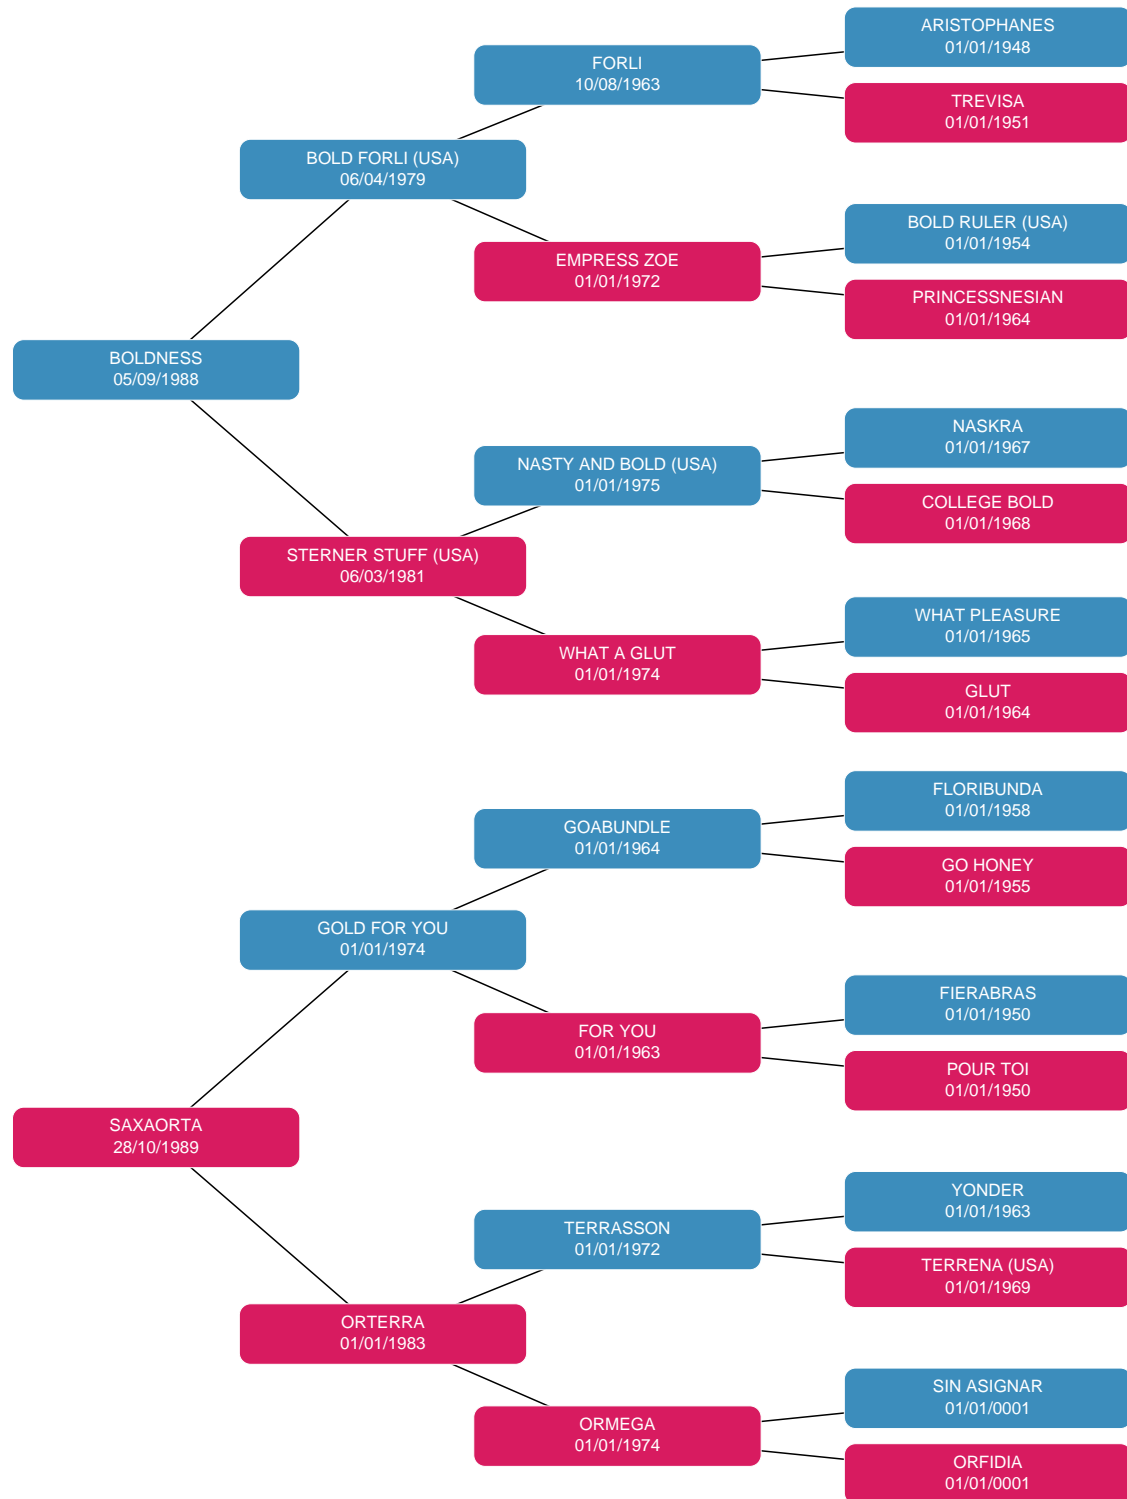 ARISTOPHANES
01/01/1948
FORLI
10/08/1963
TREVISA
01/01/1951
BOLD FORLI (USA)
06/04/1979
BOLD RULER (USA)
01/01/1954
EMPRESS ZOE
01/01/1972
PRINCESSNESIAN
01/01/1964
BOLDNESS
05/09/1988
NASKRA
01/01/1967
NASTY AND BOLD (USA)
01/01/1975
COLLEGE BOLD
01/01/1968
STERNER STUFF (USA)
06/03/1981
WHAT PLEASURE
01/01/1965
WHAT A GLUT
01/01/1974
GLUT
01/01/1964
FLORIBUNDA
01/01/1958
GOABUNDLE
01/01/1964
GO HONEY
01/01/1955
GOLD FOR YOU
01/01/1974
FIERABRAS
01/01/1950
FOR YOU
01/01/1963
POUR TOI
01/01/1950
SAXAORTA
28/10/1989
YONDER
01/01/1963
TERRASSON
01/01/1972
TERRENA (USA)
01/01/1969
ORTERRA
01/01/1983
SIN ASIGNAR
01/01/0001
ORMEGA
01/01/1974
ORFIDIA
01/01/0001